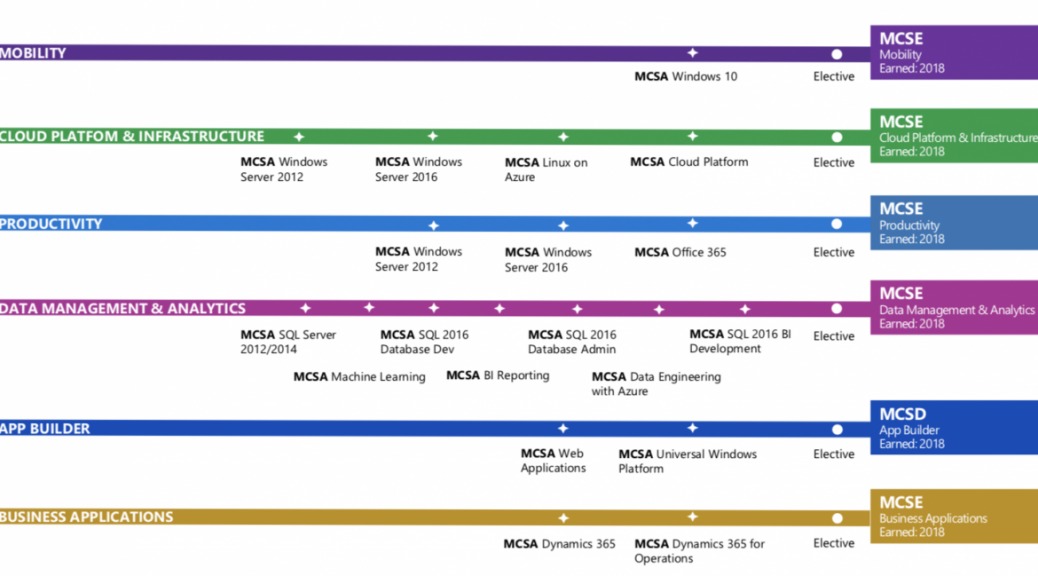 MOBILITY
MCSA Windows 10
Elective
MCSE
Mobility
Earned: 2018
CLOUD PLATFOM & INFRASTRUCTURE
MCSA Windows
Server 2012
MCSA Windows
Server 2016
MCSA Linux on
Azure
MCSA Cloud Platform
Elective
MCSE
Cloud Platform & Infrastructure
Earned: 2018
PRODUCTIVITY
MCSA Windows
Server 2012
MCSA Windows
Server 2016
MCSA Office 365
Elective
MCSE
Productivity
Earned: 2018
DATA MANAGEMENT & ANALYTICS
MCSA SQL Server
2012/2014
MCSA Machine Learning
MCSA SQL 2016
Database Dev
MCSA BI Reporting
MCSA SQL 2016
Database Admin
MCSA Data Engineering
with Azure
MCSA SQL 2016 BI
Development
Elective
MCSE
Data Management & Analytics
Earned: 2018
APP BUILDER
MCSA Web
Applications
MCSA Universal Windows
Platform
Elective
MCSD
App Builder
Earned: 2018
BUSINESS APPLICATIONS
MCSA Dynamics 365
MCSA Dynamics 365 for
Operations
Elective
MCSE
Business Applications
Earned: 2018